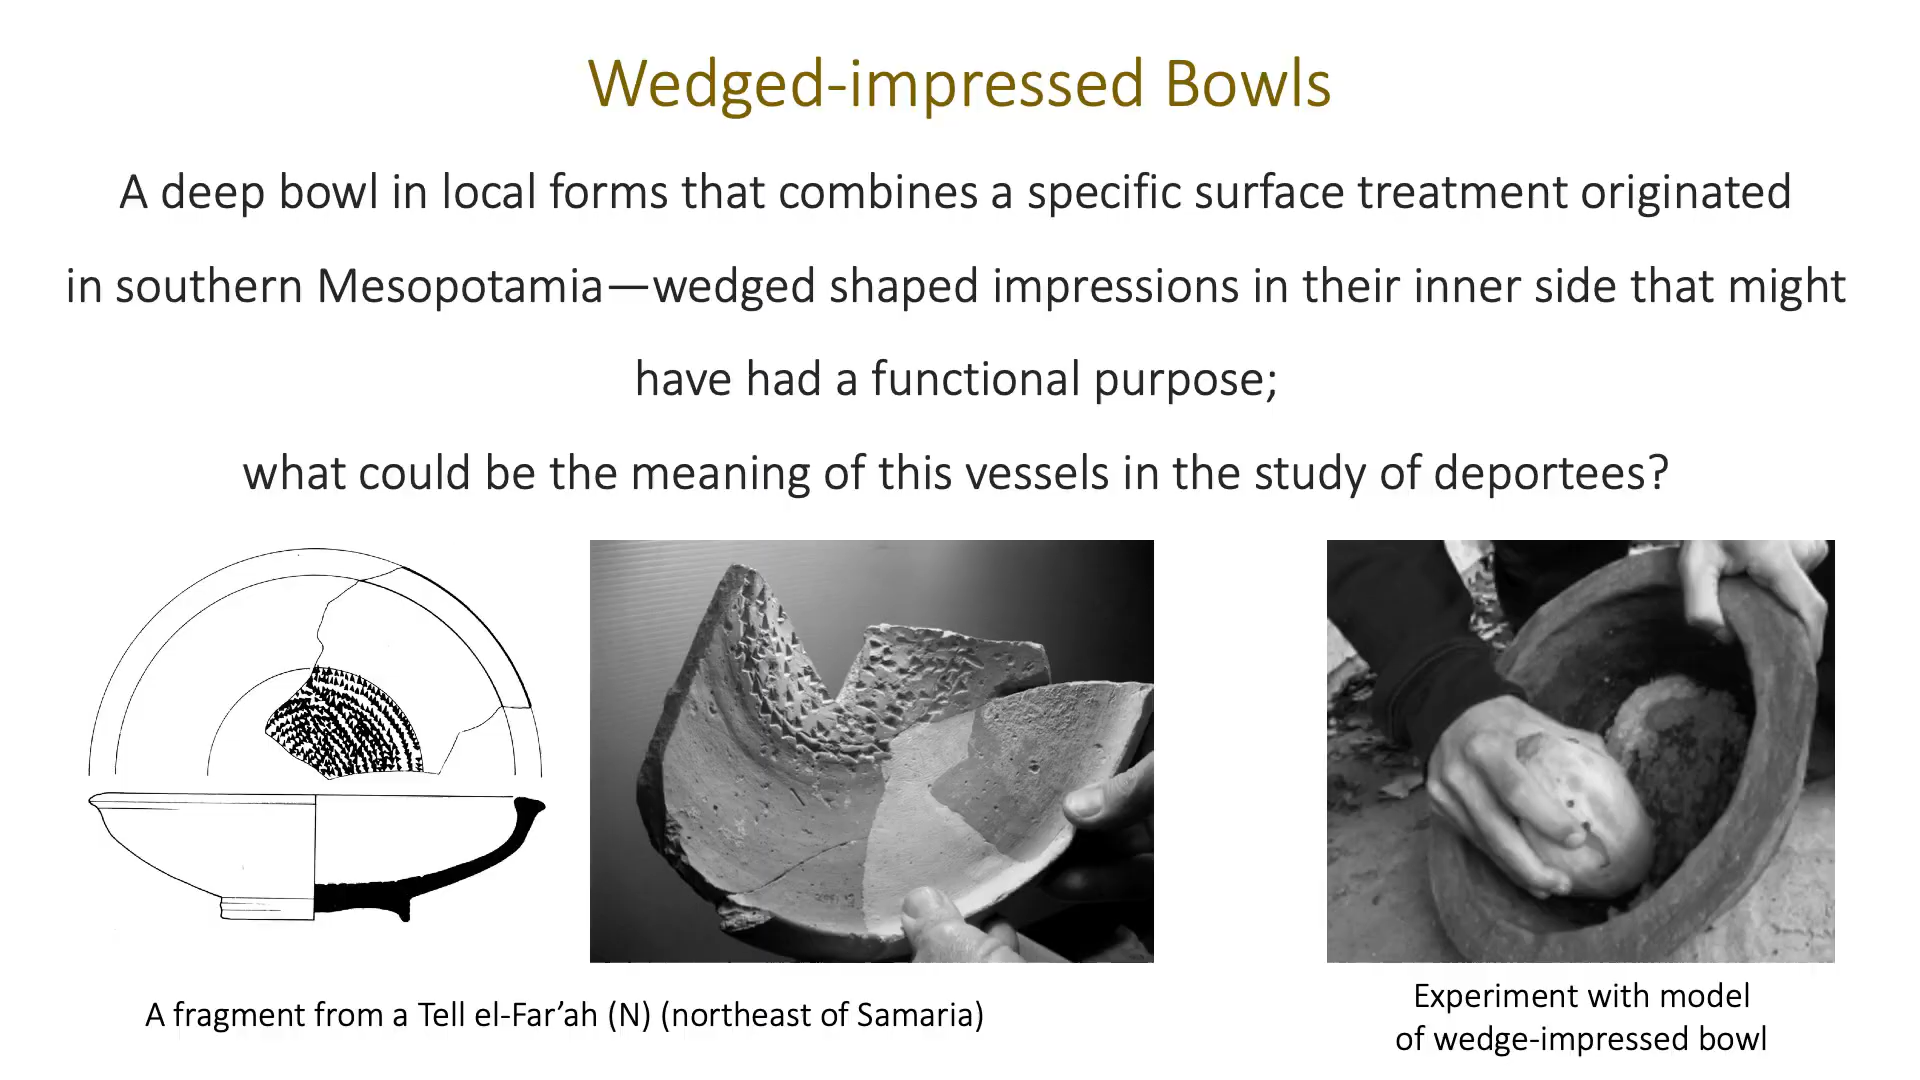 Wedged-impressed Bowls
A deep bowl in local forms that combines a specific surface treatment originated
in southern Mesopotamia—wedged shaped impressions in their inner side that might
have had a functional purpose;
what could be the meaning of this vessels in the study of deportees?
A fragment from a Tell el-Far’ah (N) (northeast of Samaria)
Experiment with model
of wedge-impressed bowl